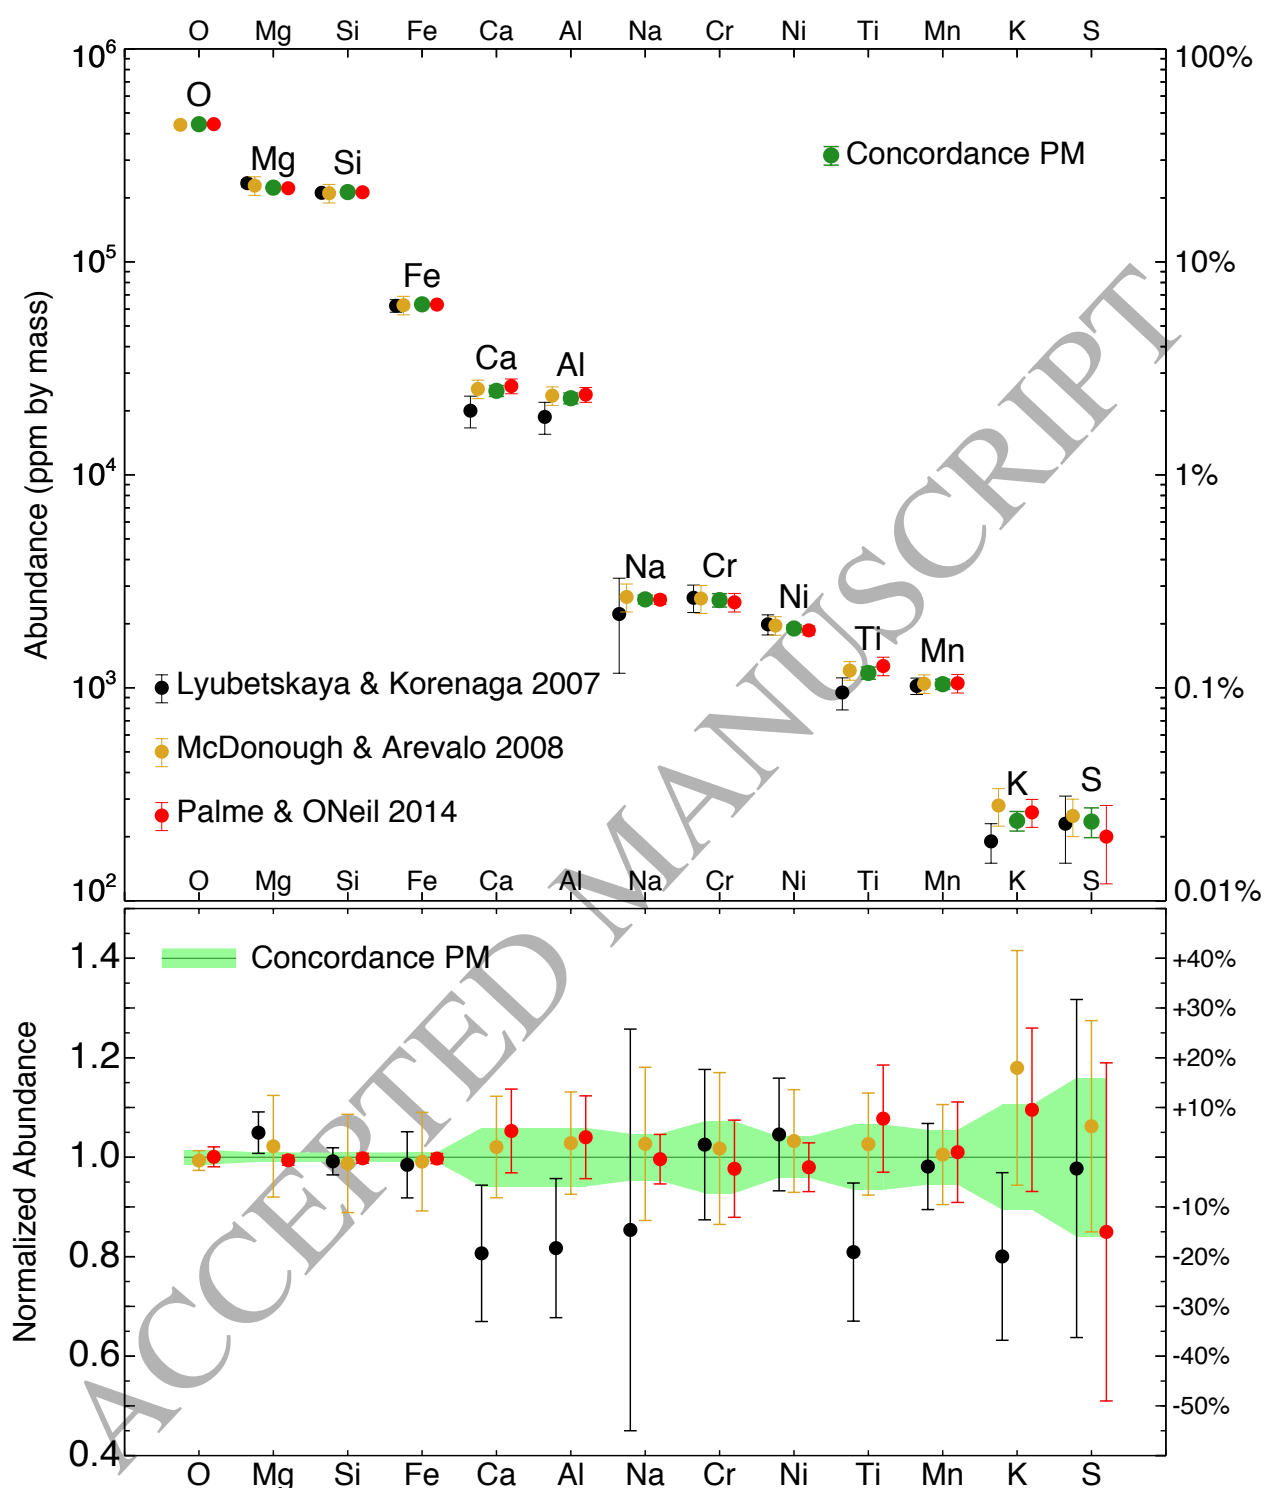 O Mg Si Fe Ca Al Na Cr Ni Ti Mn K S
10^6 100%
O
Mg Si
Concordance PM
10^5 10%
Fe
Ca Al
Abundance (ppm by mass)
10^4 1%
Na Cr Ni
Ti Mn
10^3 0.1%
Lyubetskaya & Korenaga 2007
McDonough & Arevalo 2008
Palme & ONeil 2014
K S
10^2 0.01%
O Mg Si Fe Ca Al Na Cr Ni Ti Mn K S
Concordance PM
1.4 +40%
+30%
1.2 +20%
+10%
Normalized Abundance
1.0
-10%
0.8 -20%
-30%
0.6 -40%
-50%
0.4
O Mg Si Fe Ca Al Na Cr Ni Ti Mn K S
ACCEPTED MANUSCRIPT